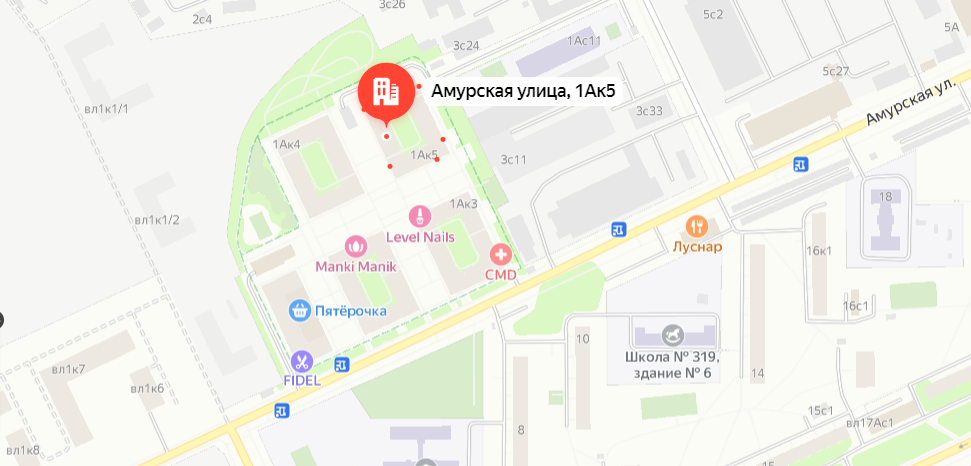 3с26
2с4
5с2
5А
3с24
1Ас11
5с27
Амурская улица, 1Ак5
вл1к1/1
3с33
Амурская ул.
1Ак4
1Ак5
3с11
18
1Ак3
вл1к1/2
Level Nails
Луснар
16к1
Manki Manik
CMD
16с1
Пятёрочка
10
Школа № 319,
здание № 6
вл1к7
14
FIDEL
вл1к6
15с1
вл17Ас1
8
вл1к8